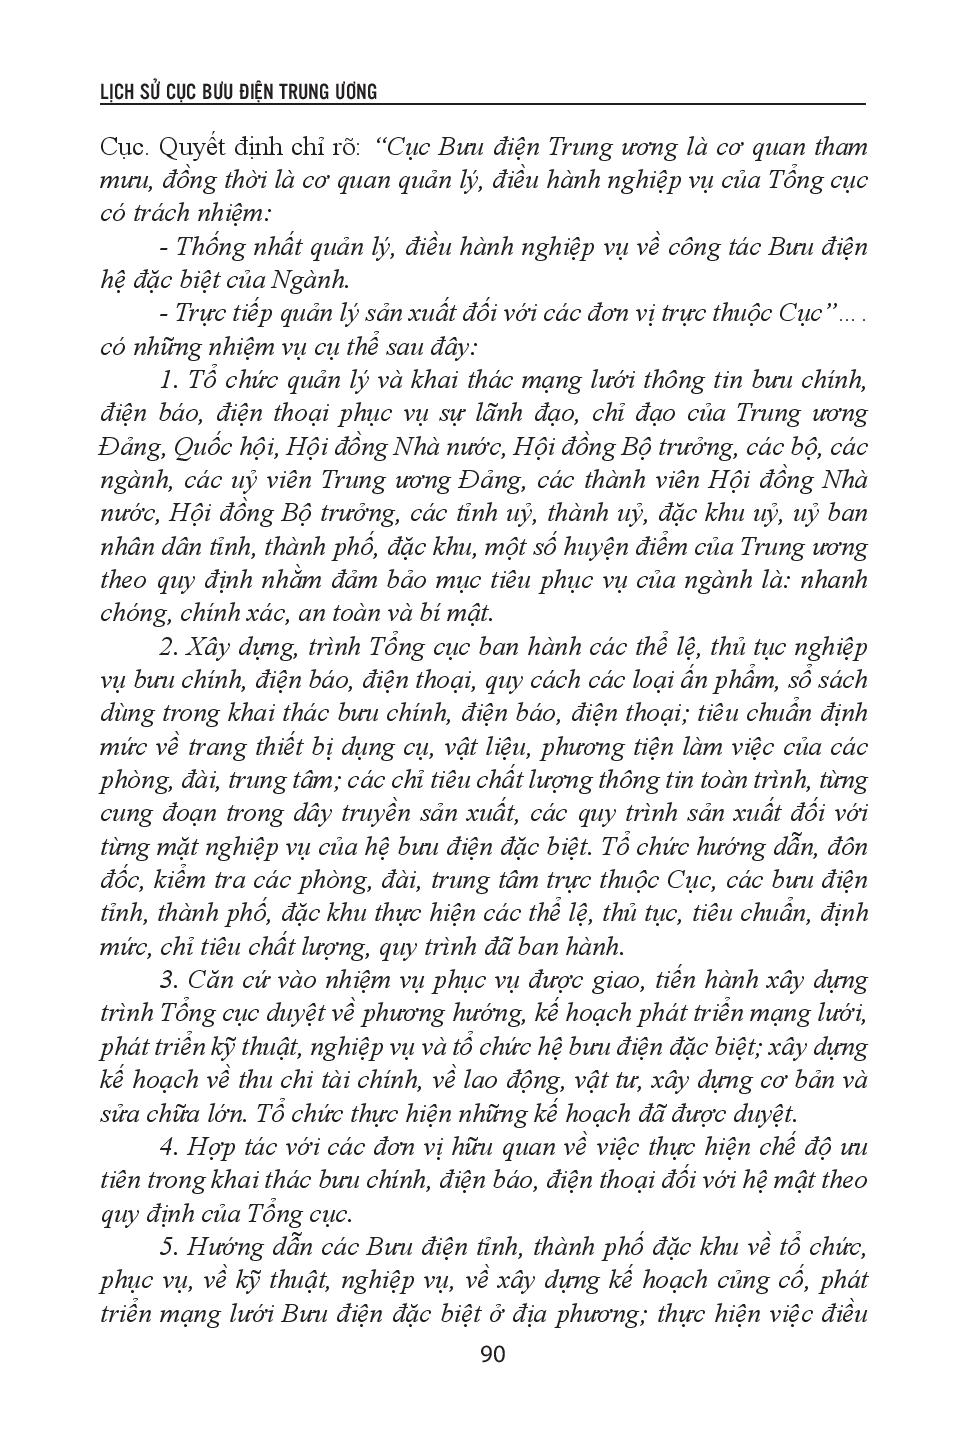 LỊCH SỬ CỤC BƯU ĐIỆN TRUNG ƯƠNG
Cục. Quyết định chỉ rõ: “Cục Bưu điện Trung ương là cơ quan tham
mưu, đồng thời là cơ quan quản lý, điều hành nghiệp vụ của Tổng cục
có trách nhiệm:
- Thống nhất quản lý, điều hành nghiệp vụ về công tác Bưu điện
hệ đặc biệt của Ngành.
- Trực tiếp quản lý sản xuất đối với các đơn vị trực thuộc Cục”... .
có những nhiệm vụ cụ thể sau đây:
1. Tổ chức quản lý và khai thác mạng lưới thông tin bưu chính,
điện báo, điện thoại phục vụ sự lãnh đạo, chỉ đạo của Trung ương
Đảng, Quốc hội, Hội đồng Nhà nước, Hội đồng Bộ trưởng, các bộ, các
ngành, các uỷ viên Trung ương Đảng, các thành viên Hội đồng Nhà
nước, Hội đồng Bộ trưởng, các tỉnh uỷ, thành uỷ, đặc khu uỷ, uỷ ban
nhân dân tỉnh, thành phố, đặc khu, một số huyện điểm của Trung ương
theo quy định nhằm đảm bảo mục tiêu phục vụ của ngành là: nhanh
chóng, chính xác, an toàn và bí mật.
2. Xây dựng, trình Tổng cục ban hành các thể lệ, thủ tục nghiệp
vụ bưu chính, điện báo, điện thoại, quy cách các loại ấn phẩm, sổ sách
dùng trong khai thác bưu chính, điện báo, điện thoại; tiêu chuẩn định
mức về trang thiết bị dụng cụ, vật liệu, phương tiện làm việc của các
phòng, đài, trung tâm; các chỉ tiêu chất lượng thông tin toàn trình, từng
cung đoạn trong dây truyền sản xuất, các quy trình sản xuất đối với
từng mặt nghiệp vụ của hệ bưu điện đặc biệt. Tổ chức hướng dẫn, đôn
đốc, kiểm tra các phòng, đài, trung tâm trực thuộc Cục, các bưu điện
tỉnh, thành phố, đặc khu thực hiện các thể lệ, thủ tục, tiêu chuẩn, định
mức, chỉ tiêu chất lượng, quy trình đã ban hành.
3. Căn cứ vào nhiệm vụ phục vụ được giao, tiến hành xây dựng
trình Tổng cục duyệt về phương hướng, kế hoạch phát triển mạng lưới,
phát triển kỹ thuật, nghiệp vụ và tổ chức hệ bưu điện đặc biệt; xây dựng
kế hoạch về thu chi tài chính, về lao động, vật tư, xây dựng cơ bản và
sửa chữa lớn. Tổ chức thực hiện những kế hoạch đã được duyệt.
4. Hợp tác với các đơn vị hữu quan về việc thực hiện chế độ ưu
tiên trong khai thác bưu chính, điện báo, điện thoại đối với hệ mật theo
quy định của Tổng cục.
5. Hướng dẫn các Bưu điện tỉnh, thành phố đặc khu về tổ chức,
phục vụ, về kỹ thuật, nghiệp vụ, về xây dựng kế hoạch củng cố, phát
triển mạng lưới Bưu điện đặc biệt ở địa phương; thực hiện việc điều
90